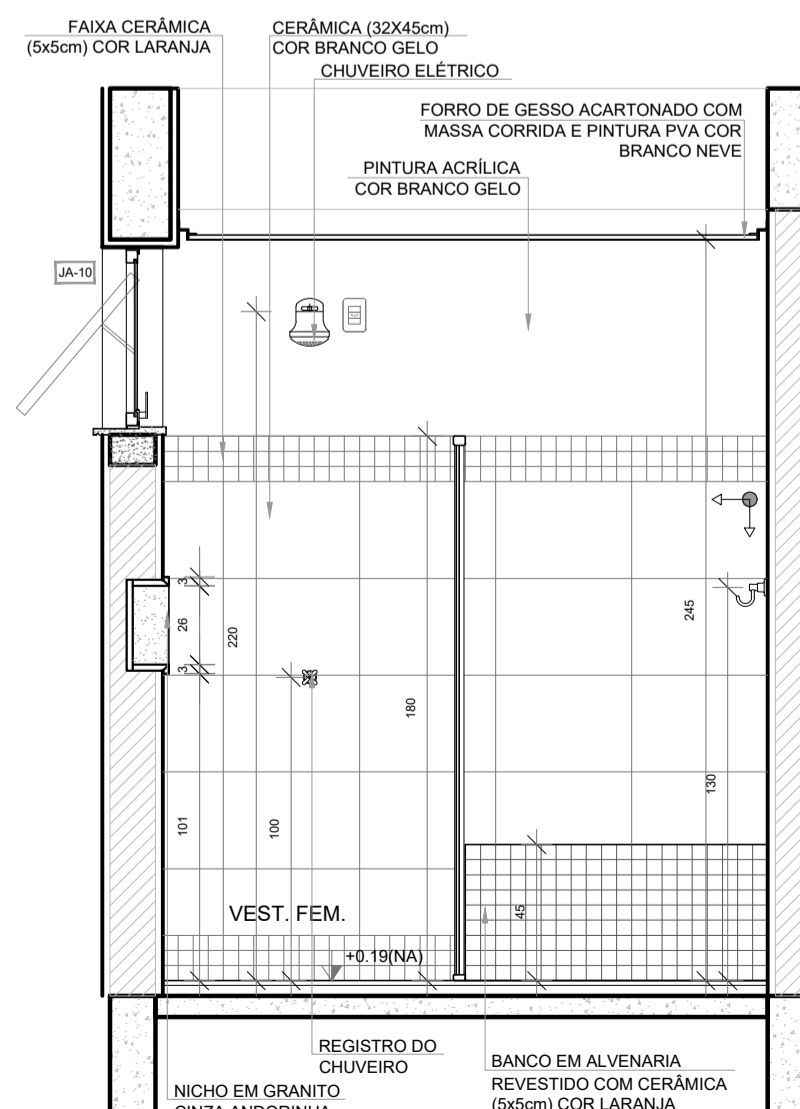 FAIXA CERÂMICA
(5x5cm) COR LARANJA
CERÂMICA (32X45cm)
COR BRANCO GELO
CHUVEIRO ELÉTRICO
FORRO DE GESSO ACARTONADO COM
MASSA CORRIDA E PINTURA PVA COR
BRANCO NEVE
PINTURA ACRÍLICA
COR BRANCO GELO
JA-10
3
26
3
220
245
180
130
101
100
45
VEST. FEM.
+0.19(NA)
REGISTRO DO
CHUVEIRO
BANCO EM ALVENARIA
REVESTIDO COM CERÂMICA
(5x5cm) COR LARANJA
NICHO EM GRANITO
CINZA ANDORINHA